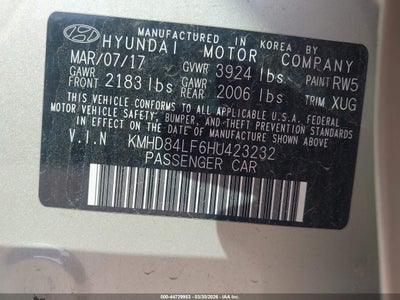 MANUFACTURED IN KOREA BY
HYUNDAI MOTOR COMPANY
MAR/07/17 GVWR 3924 lbs. PAINT RW5
GAWR FRONT 2183 lbs GAWR REAR 2006 lbs TRIM XUG
THIS VEHICLE CONFORMS TO ALL APPLICABLE U.S. FEDERAL
MOTOR VEHICLE SAFETY, BUMPER, AND THEFT PREVENTION STANDARDS
IN EFFECT ON THE DATE OF MANUFACTURE SHOWN ABOVE.
V.I.N KMHD84LF6HU423232
PASSENGER CAR